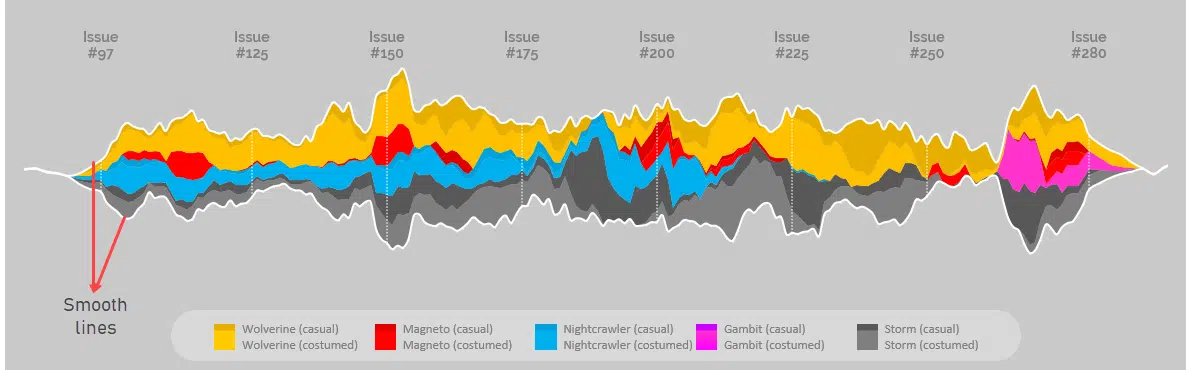 Issue #97
Issue #125
Issue #150
Issue #175
Issue #200
Issue #225
Issue #250
Issue #280
Smooth
lines
Wolverine (casual)
Wolverine (costumed)
Magneto (casual)
Magneto (costumed)
Nightcrawler (casual)
Nightcrawler (costumed)
Gambit (casual)
Gambit (costumed)
Storm (casual)
Storm (costumed)